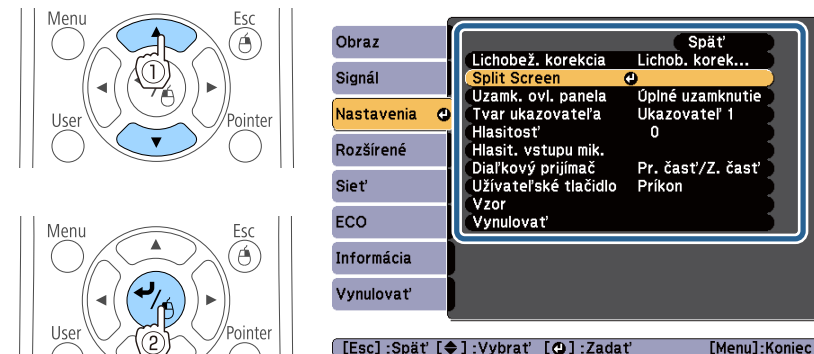 Menu
Esc
1
User
Pointer
Menu
Esc
User
Pointer
2
Obraz
Signál
Nastavenia
Rozšírené
Sieť
ECO
Informácia
Vynulovať
Späť
Lichobež. korekcia Lichob. korek...
Split Screen
Uzamk. ovl. panela Úplné uzamknutie
Tvar ukazovateľa Ukazovateľ 1
Hlasitosť 0
Hlasit. vstupu mik.
Diaľkový prijímač Pr. časť/Z. časť
Užívateľské tlačidlo Príkon
Vzor
Vynulovať
[Esc] :Späť [◆] :Vybrať [⏎] :Zadať [Menu]:Koniec